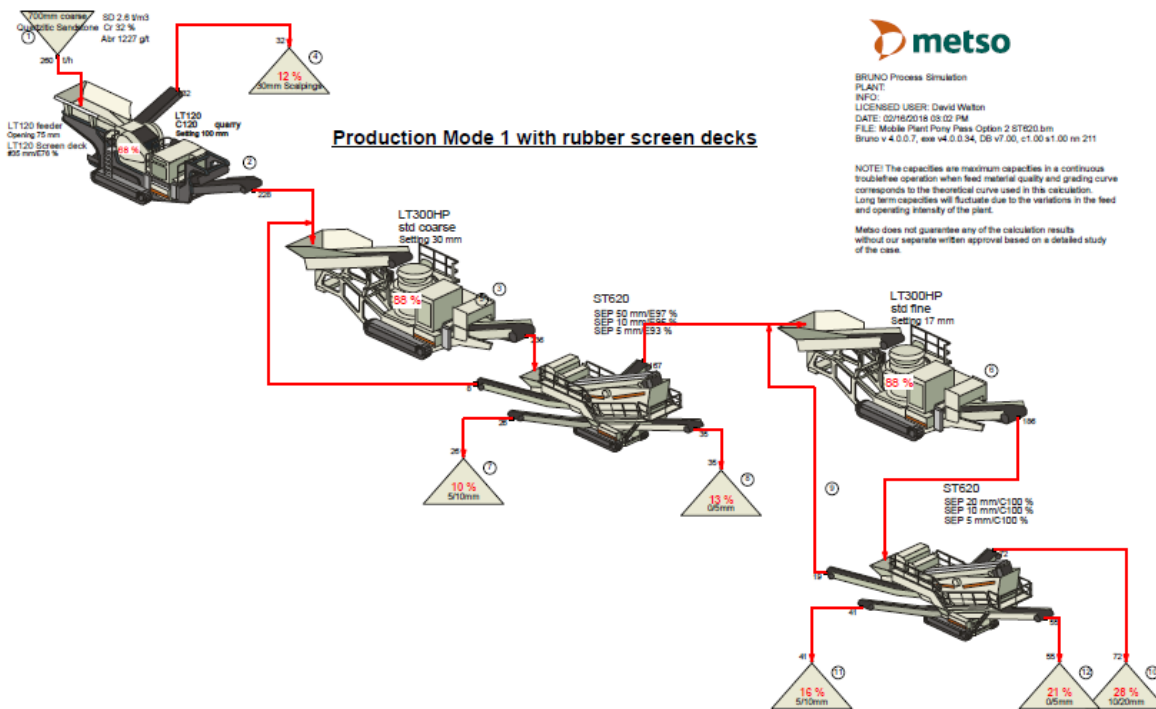 700mm coarse
Quartzitic Sandstone
SD 2.6 t/m3
Cr 32 %
Abr 1227 g/t
1
260 t/h
32
4
12 %
30mm Scalpings
32
LT120
C120 quarry
Setting 100 mm
LT120 feeder
Opening 75 mm
LT120 Screen deck
68 %
2
228
Production Mode 1 with rubber screen decks
metso
BRUNO Process Simulation
PLANT:
INFO:
LICENSED USER: David Walton
DATE: 02/16/2018 03:02 PM
FILE: Mobile Plant Pony Pass Option 2 ST620.brn
Bruno v 4.0.0.7, exe v4.0.0.34, DB v7.00, c1.00 s1.00 nn 211
NOTE! The capacities are maximum capacities in a continuous
troublefree operation when feed material quality and grading curve
corresponds to the theoretical curve used in this calculation.
Long term capacities will fluctuate due to the variations in the feed
and operating intensity of the plant.
Metso does not guarantee any of the calculation results
without our separate written approval based on a detailed study
of the case.
LT300HP
std coarse
Setting 30 mm
88 %
3
236
ST620
SEP 50 mm/E97 %
SEP 10 mm/E95 %
SEP 5 mm/E93 %
167
8
26
35
26
7
10 %
5/10mm
35
8
13 %
0/5mm
LT300HP
std fine
Setting 17 mm
88 %
6
186
9
ST620
SEP 20 mm/C100 %
SEP 10 mm/C100 %
SEP 5 mm/C100 %
72
19
41
55
41
11
16 %
5/10mm
55
12
21 %
0/5mm
72
10
28 %
10/20mm